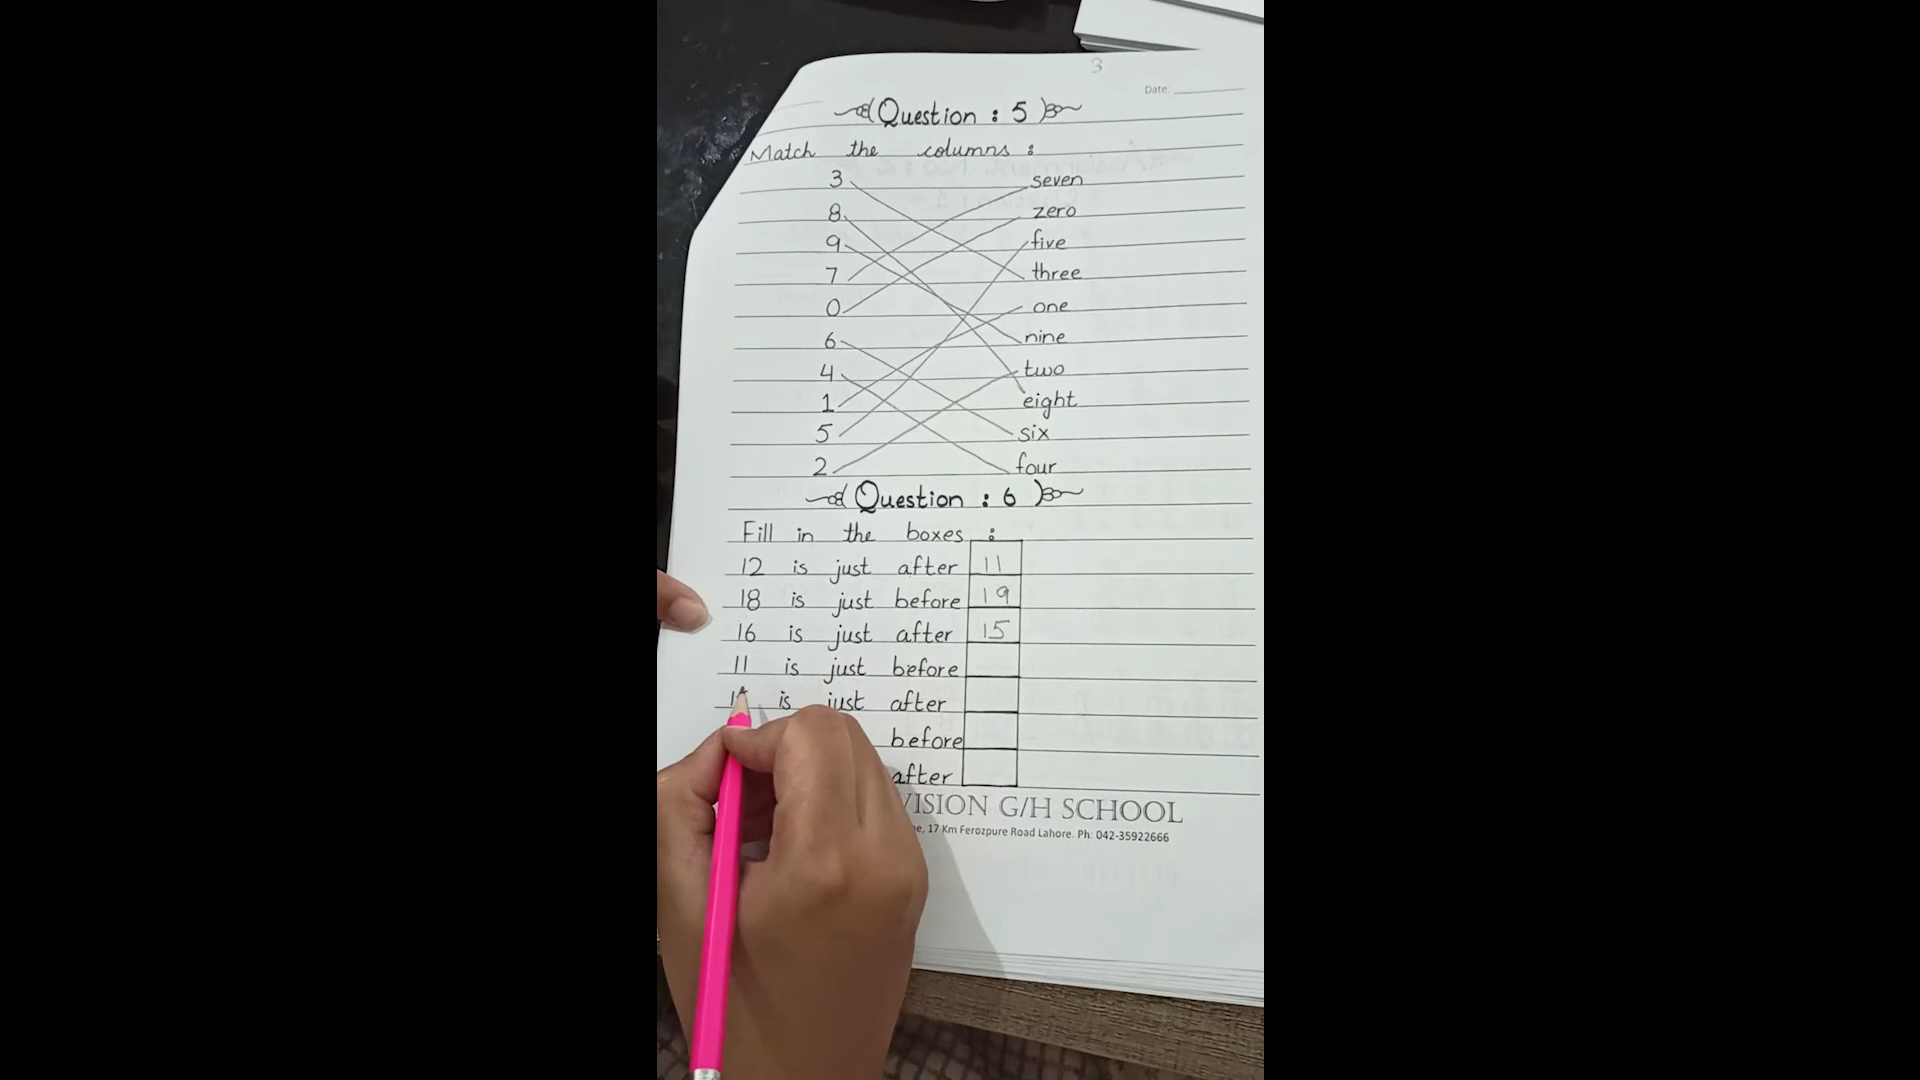 3
Date
Question : 5
Match the columns :
3 seven
8 zero
9 five
7 three
0 one
6 nine
4 two
1 eight
5 six
2 four
Question : 6
Fill in the boxes :
12 is just after 11
18 is just before 19
16 is just after 15
11 is just before
is just after
before
after
VISION G/H SCHOOL
17 Km Ferozpure Road Lahore. Ph: 042-35922666